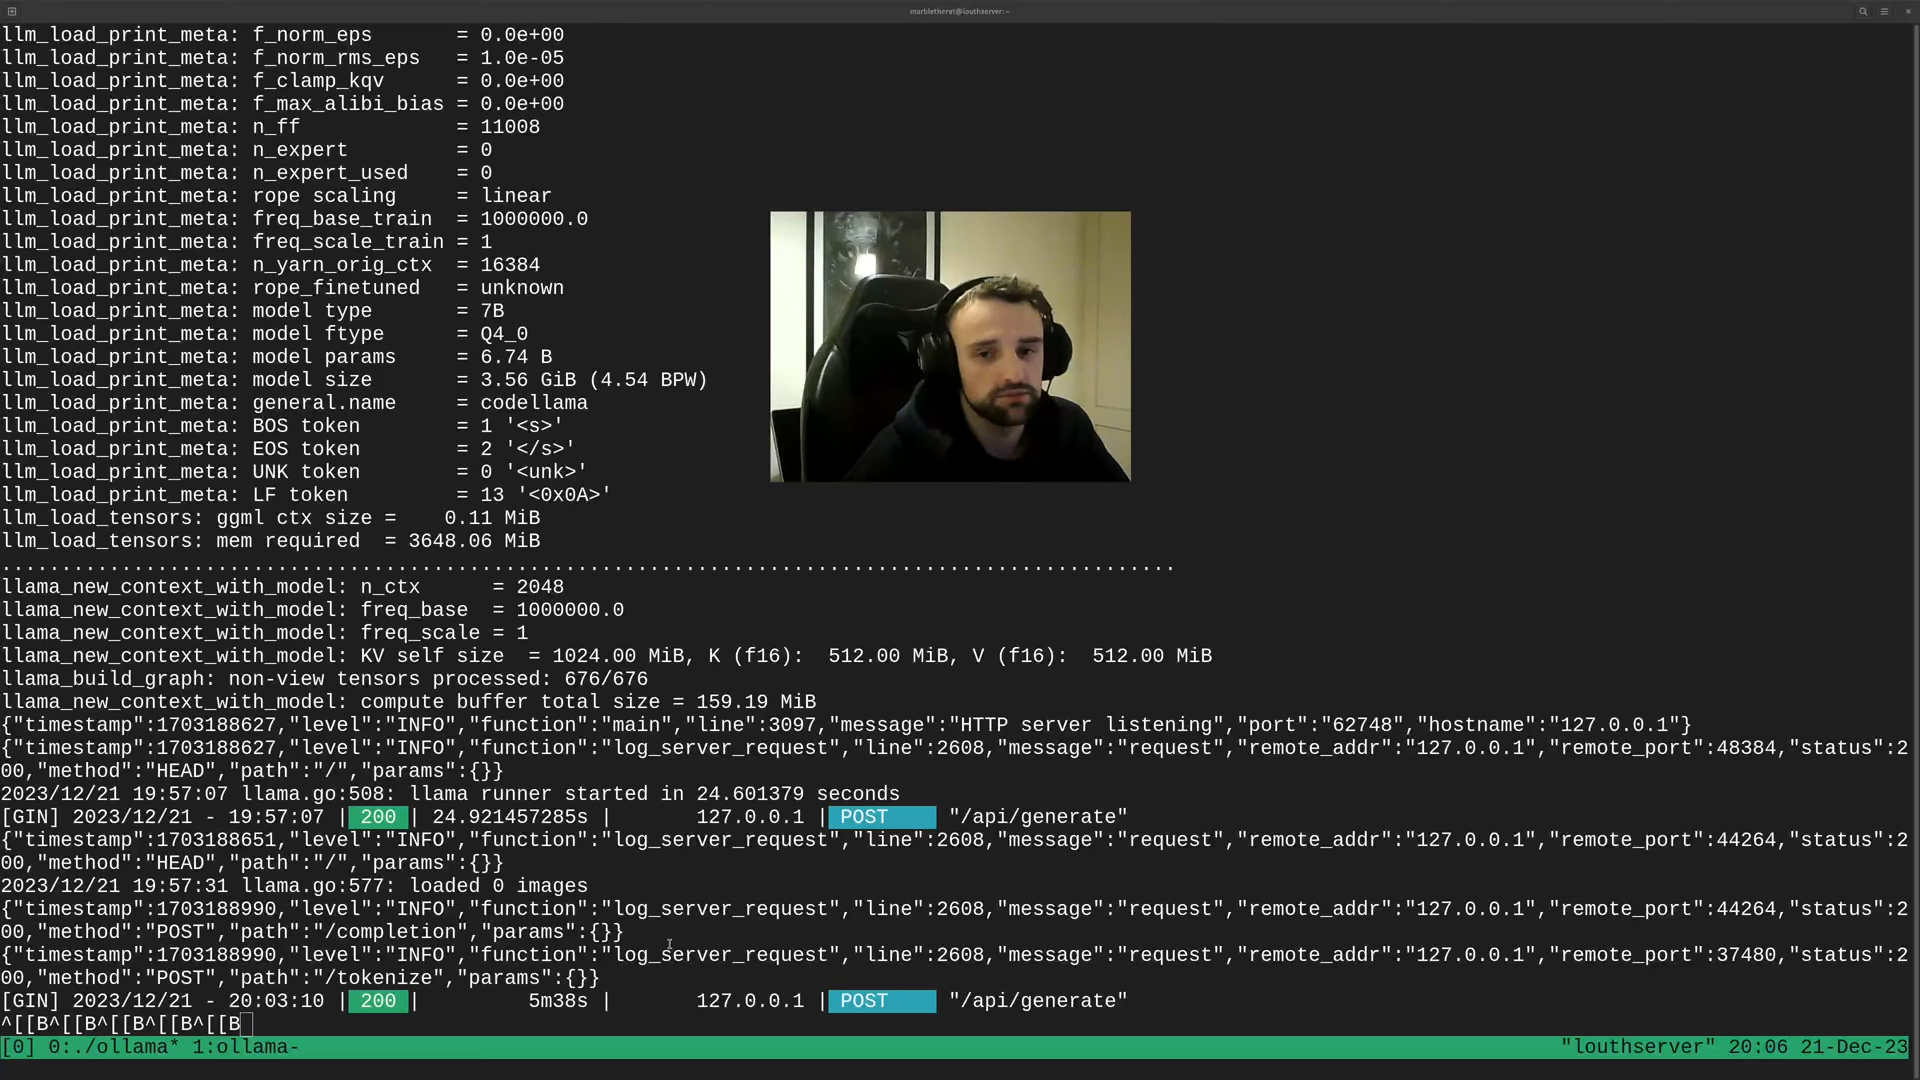 marbletherat@louthserver:~
llm_load_print_meta: f_norm_eps       = 0.0e+00
llm_load_print_meta: f_norm_rms_eps   = 1.0e-05
llm_load_print_meta: f_clamp_kqv      = 0.0e+00
llm_load_print_meta: f_max_alibi_bias = 0.0e+00
llm_load_print_meta: n_ff             = 11008
llm_load_print_meta: n_expert         = 0
llm_load_print_meta: n_expert_used    = 0
llm_load_print_meta: rope scaling     = linear
llm_load_print_meta: freq_base_train  = 1000000.0
llm_load_print_meta: freq_scale_train = 1
llm_load_print_meta: n_yarn_orig_ctx  = 16384
llm_load_print_meta: rope_finetuned   = unknown
llm_load_print_meta: model type       = 7B
llm_load_print_meta: model ftype      = Q4_0
llm_load_print_meta: model params     = 6.74 B
llm_load_print_meta: model size       = 3.56 GiB (4.54 BPW)
llm_load_print_meta: general.name     = codellama
llm_load_print_meta: BOS token        = 1 '<s>'
llm_load_print_meta: EOS token        = 2 '</s>'
llm_load_print_meta: UNK token        = 0 '<unk>'
llm_load_print_meta: LF token         = 13 '<0x0A>'
llm_load_tensors: ggml ctx size =    0.11 MiB
llm_load_tensors: mem required  = 3648.06 MiB
..................................................................................................
llama_new_context_with_model: n_ctx      = 2048
llama_new_context_with_model: freq_base  = 1000000.0
llama_new_context_with_model: freq_scale = 1
llama_new_context_with_model: KV self size  = 1024.00 MiB, K (f16):  512.00 MiB, V (f16):  512.00 MiB
llama_build_graph: non-view tensors processed: 676/676
llama_new_context_with_model: compute buffer total size = 159.19 MiB
{"timestamp":1703188627,"level":"INFO","function":"main","line":3097,"message":"HTTP server listening","port":"62748","hostname":"127.0.0.1"}
{"timestamp":1703188627,"level":"INFO","function":"log_server_request","line":2608,"message":"request","remote_addr":"127.0.0.1","remote_port":48384,"status":2
00,"method":"HEAD","path":"/","params":{}}
2023/12/21 19:57:07 llama.go:508: llama runner started in 24.601379 seconds
[GIN] 2023/12/21 - 19:57:07 | 200 | 24.921457285s |       127.0.0.1 | POST     "/api/generate"
{"timestamp":1703188651,"level":"INFO","function":"log_server_request","line":2608,"message":"request","remote_addr":"127.0.0.1","remote_port":44264,"status":2
00,"method":"HEAD","path":"/","params":{}}
2023/12/21 19:57:31 llama.go:577: loaded 0 images
{"timestamp":1703188990,"level":"INFO","function":"log_server_request","line":2608,"message":"request","remote_addr":"127.0.0.1","remote_port":44264,"status":2
00,"method":"POST","path":"/completion","params":{}}
{"timestamp":1703188990,"level":"INFO","function":"log_server_request","line":2608,"message":"request","remote_addr":"127.0.0.1","remote_port":37480,"status":2
00,"method":"POST","path":"/tokenize","params":{}}
[GIN] 2023/12/21 - 20:03:10 | 200 |         5m38s |       127.0.0.1 | POST     "/api/generate"
^[[B^[[B^[[B^[[B^[[B
[0] 0:./ollama* 1:ollama- "louthserver" 20:06 21-Dec-23